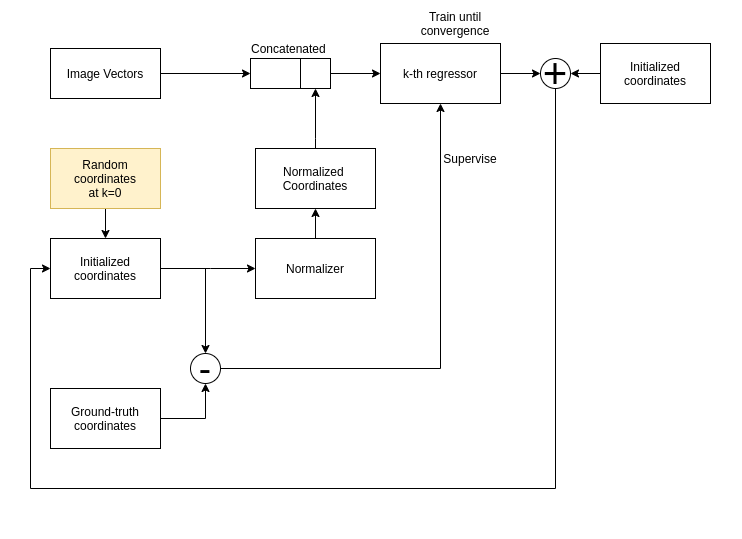 Train until
convergence
Concatenated
Image Vectors
k-th regressor
+
Initialized
coordinates
Random
coordinates
at k=0
Normalized
Coordinates
Supervise
Initialized
coordinates
Normalizer
-
Ground-truth
coordinates